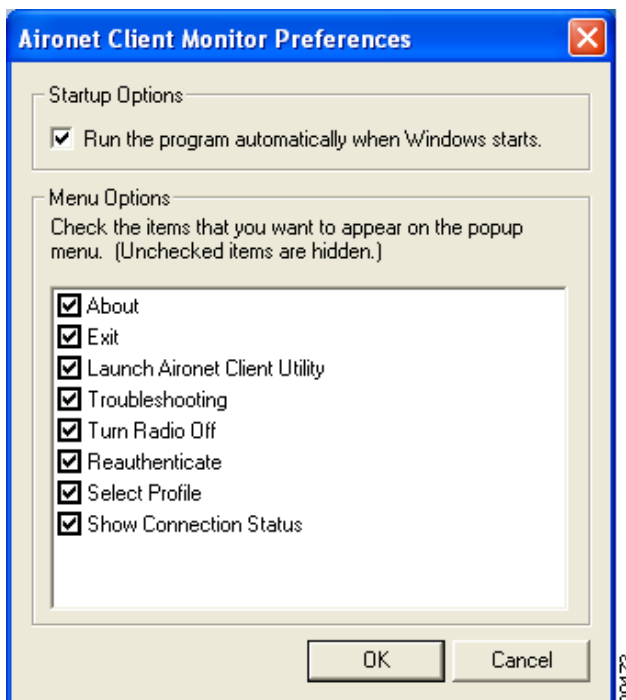 Aironet Client Monitor Preferences
Startup Options
Run the program automatically when Windows starts.
Menu Options
Check the items that you want to appear on the popup
menu. (Unchecked items are hidden.)
About
Exit
Launch Aironet Client Utility
Troubleshooting
Turn Radio Off
Reauthenticate
Select Profile
Show Connection Status
OK
Cancel